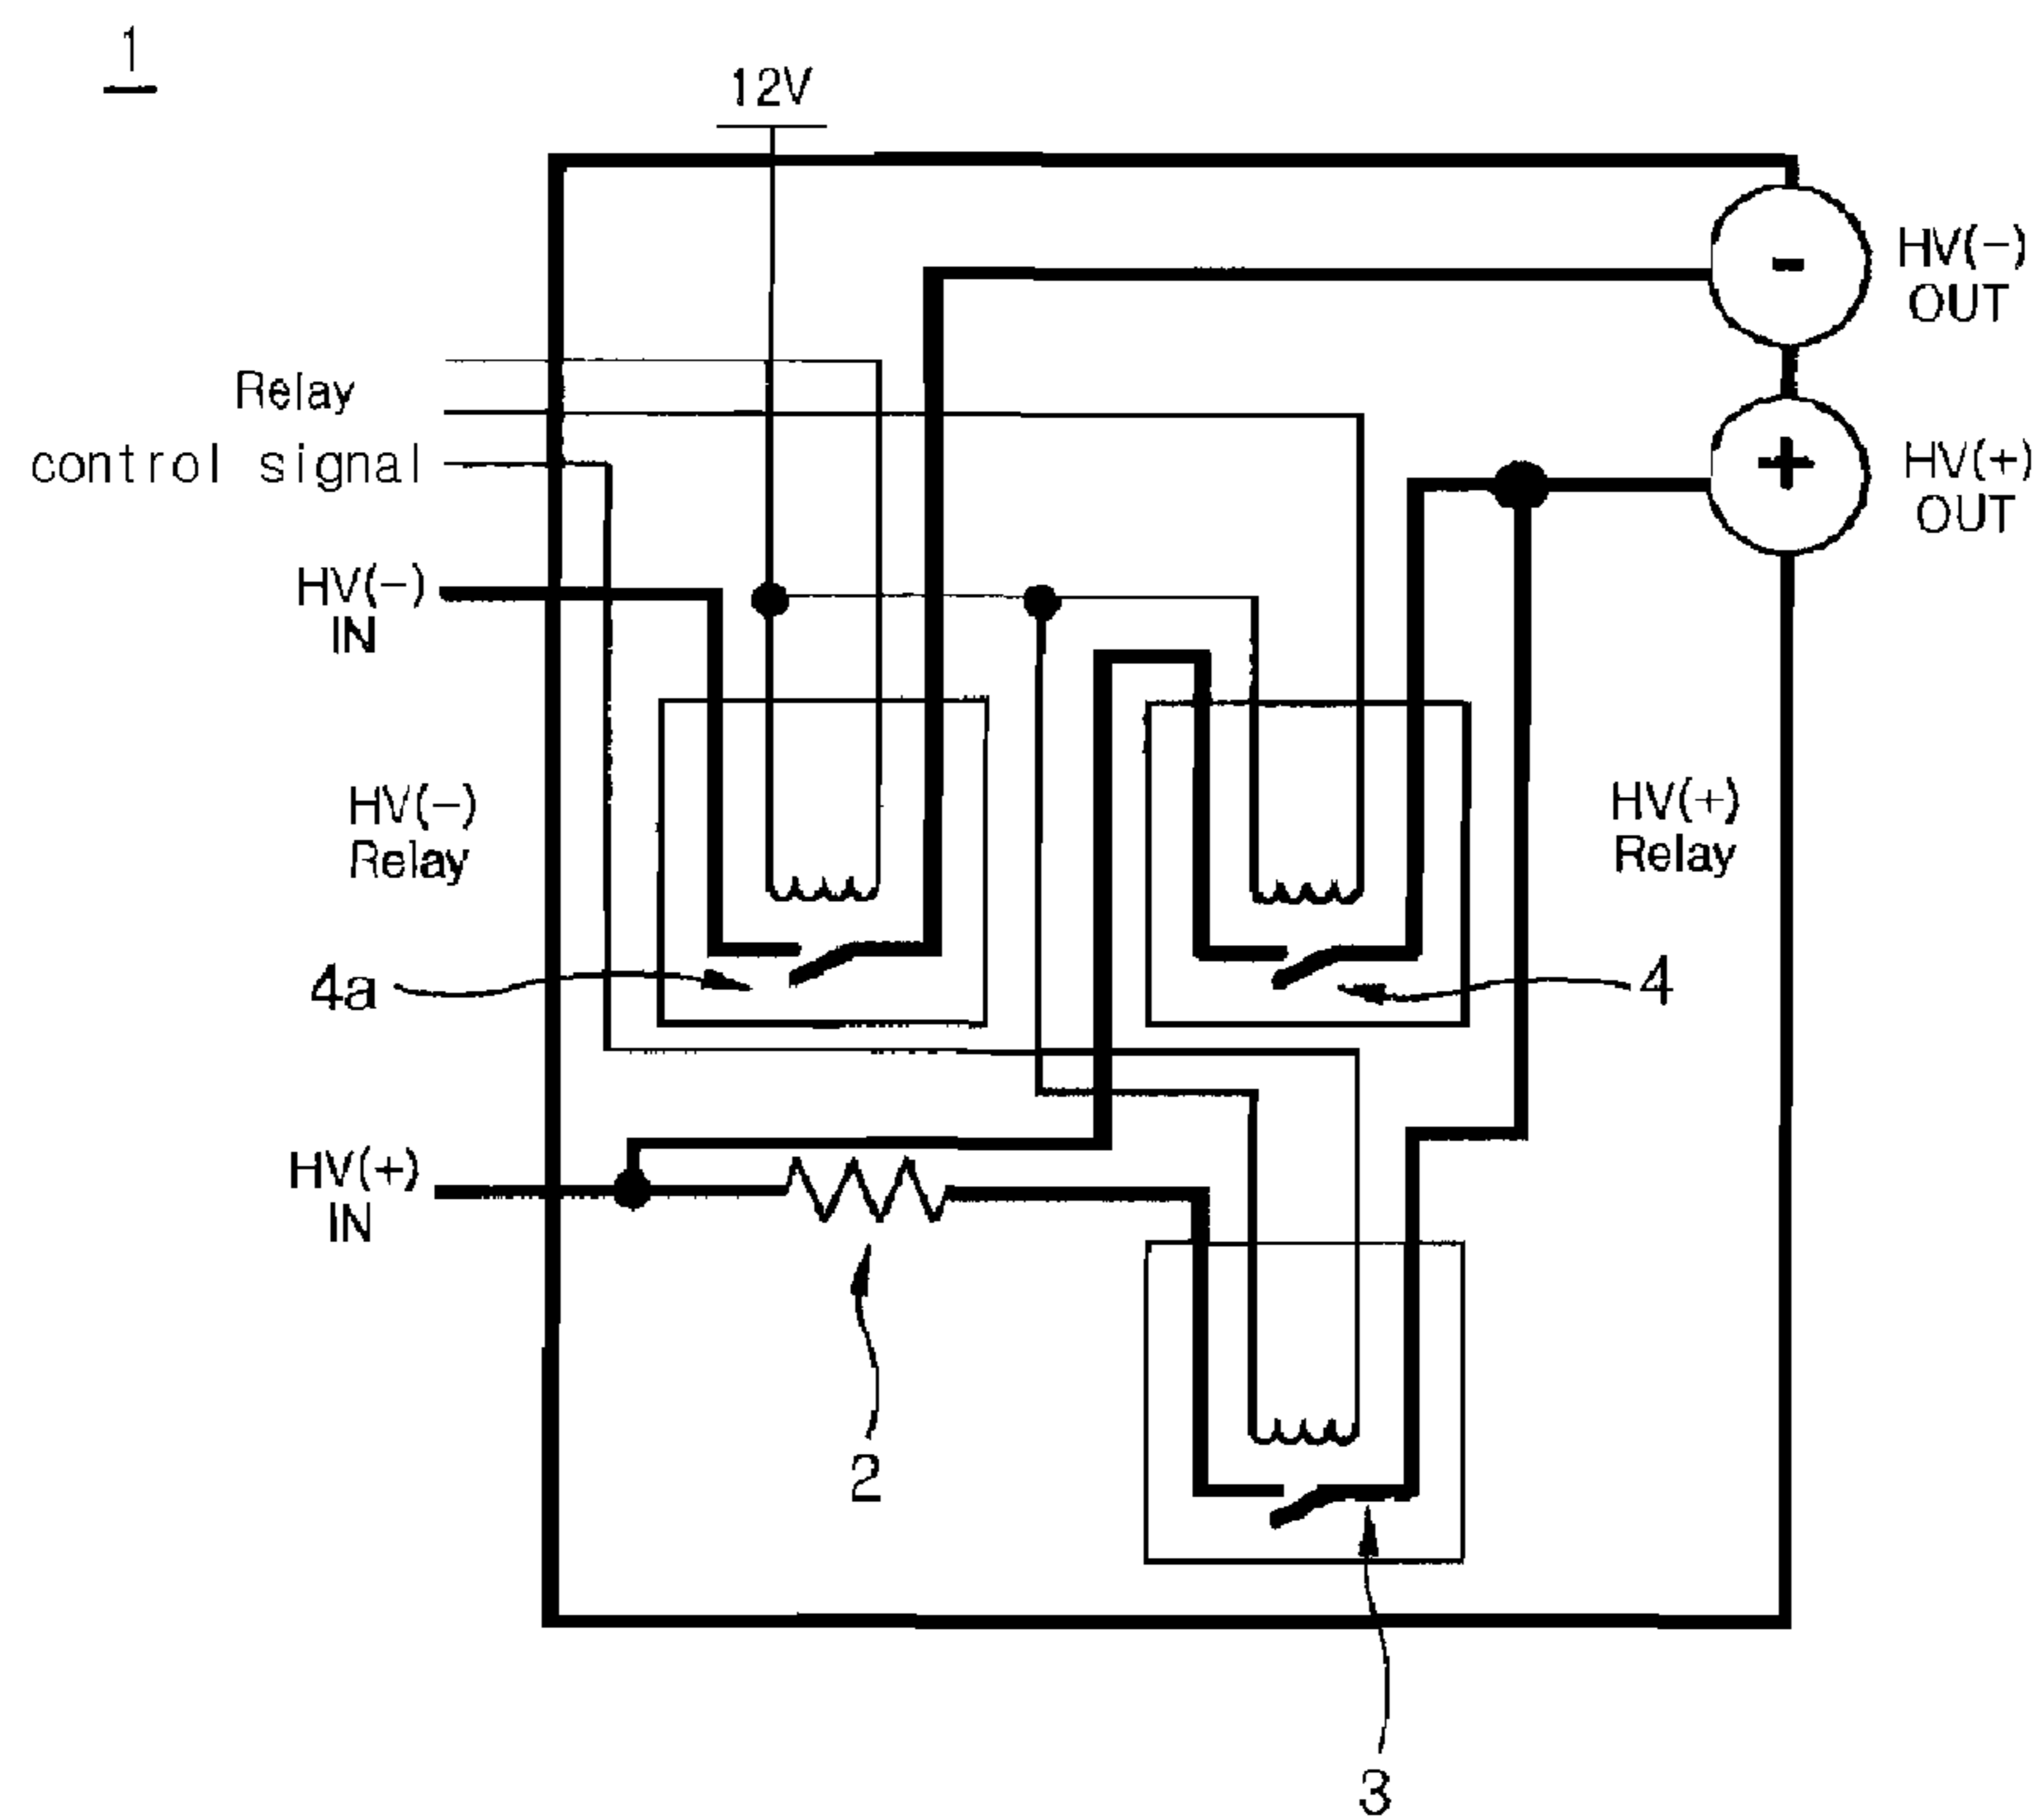 1
12V
HV(−)
OUT
Relay
control signal
HV(+)
OUT
HV(−)
IN
HV(−)
Relay
HV(+)
Relay
4a
4
HV(+)
IN
2
3
-
+